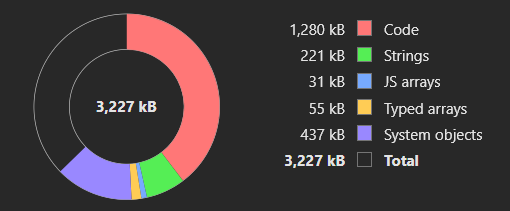 3,227 kB
1,280 kB Code
221 kB Strings
31 kB JS arrays
55 kB Typed arrays
437 kB System objects
3,227 kB Total